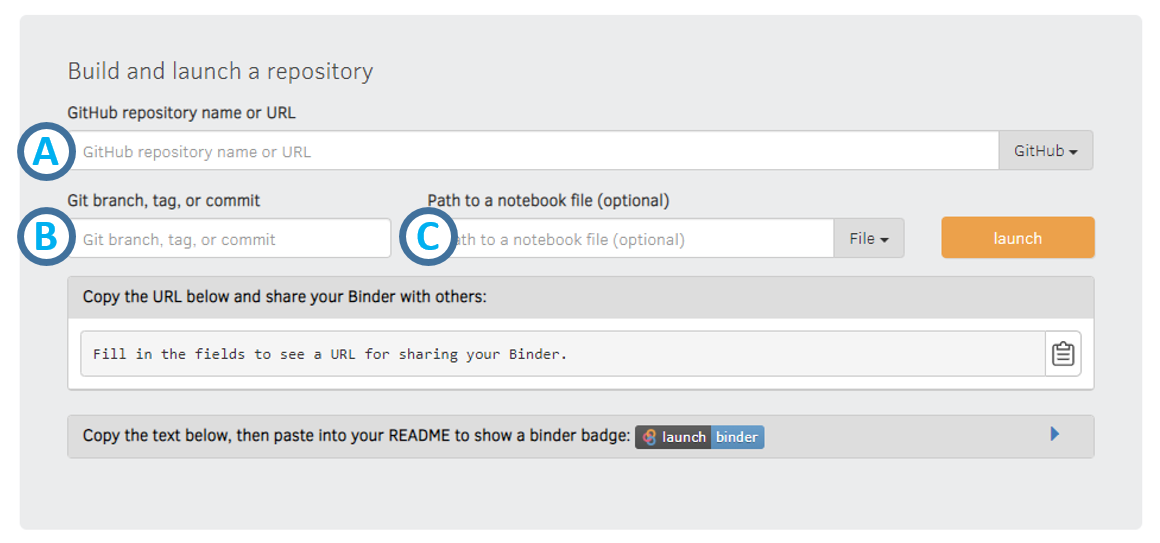 Build and launch a repository
GitHub repository name or URL
A GitHub repository name or URL GitHub
Git branch, tag, or commit Path to a notebook file (optional)
B Git branch, tag, or commit C ath to a notebook file (optional) File launch
Copy the URL below and share your Binder with others:
Fill in the fields to see a URL for sharing your Binder.
Copy the text below, then paste into your README to show a binder badge: launch binder